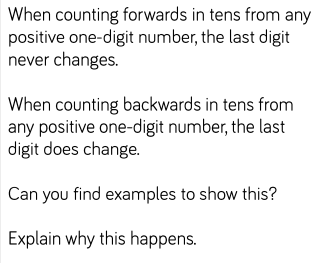 When counting forwards in tens from any
positive one-digit number, the last digit
never changes.
When counting backwards in tens from
any positive one-digit number, the last
digit does change.
Can you find examples to show this?
Explain why this happens.